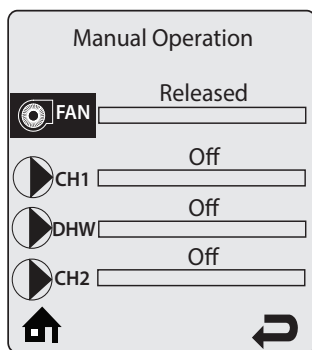 Manual Operation
Released
FAN
Off
CH1
Off
DHW
Off
CH2